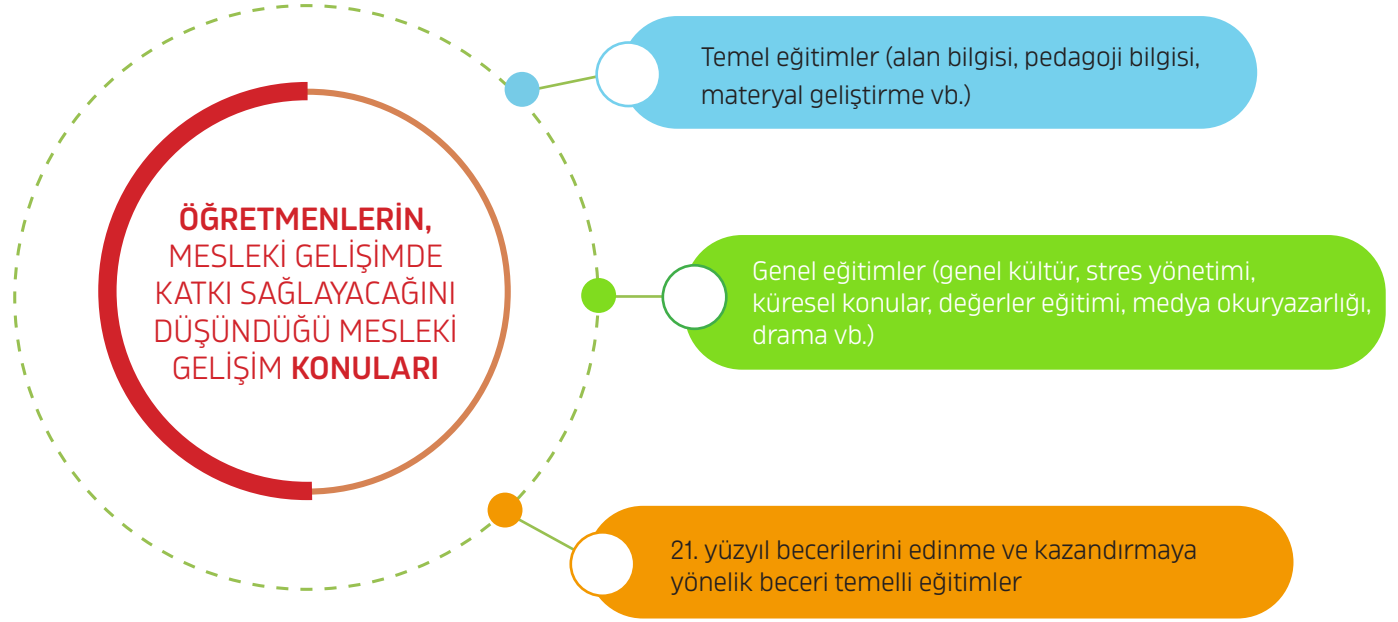 ÖĞRETMENLERİN,
MESLEKİ GELİŞİMDE
KATKI SAĞLAYACAĞINI
DÜŞÜNDÜĞÜ MESLEKİ
GELİŞİM KONULARI
Temel eğitimler (alan bilgisi, pedagoji bilgisi,
materyal geliştirme vb.)
Genel eğitimler (genel kültür, stres yönetimi,
küresel konular, değerler eğitimi, medya okuryazarlığı,
drama vb.)
21. yüzyıl becerilerini edinme ve kazandırmaya
yönelik beceri temelli eğitimler